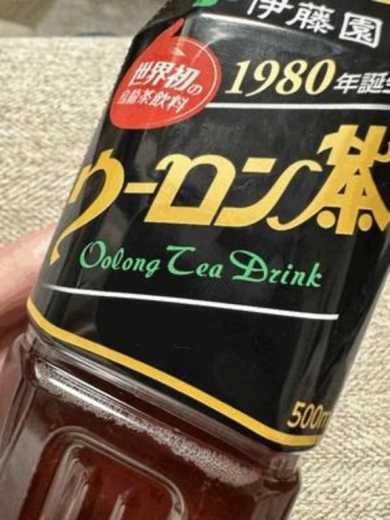 伊藤園
世界初の
烏龍茶飲料
1980年誕生
ウーロン茶
Oolong Tea Drink
500m